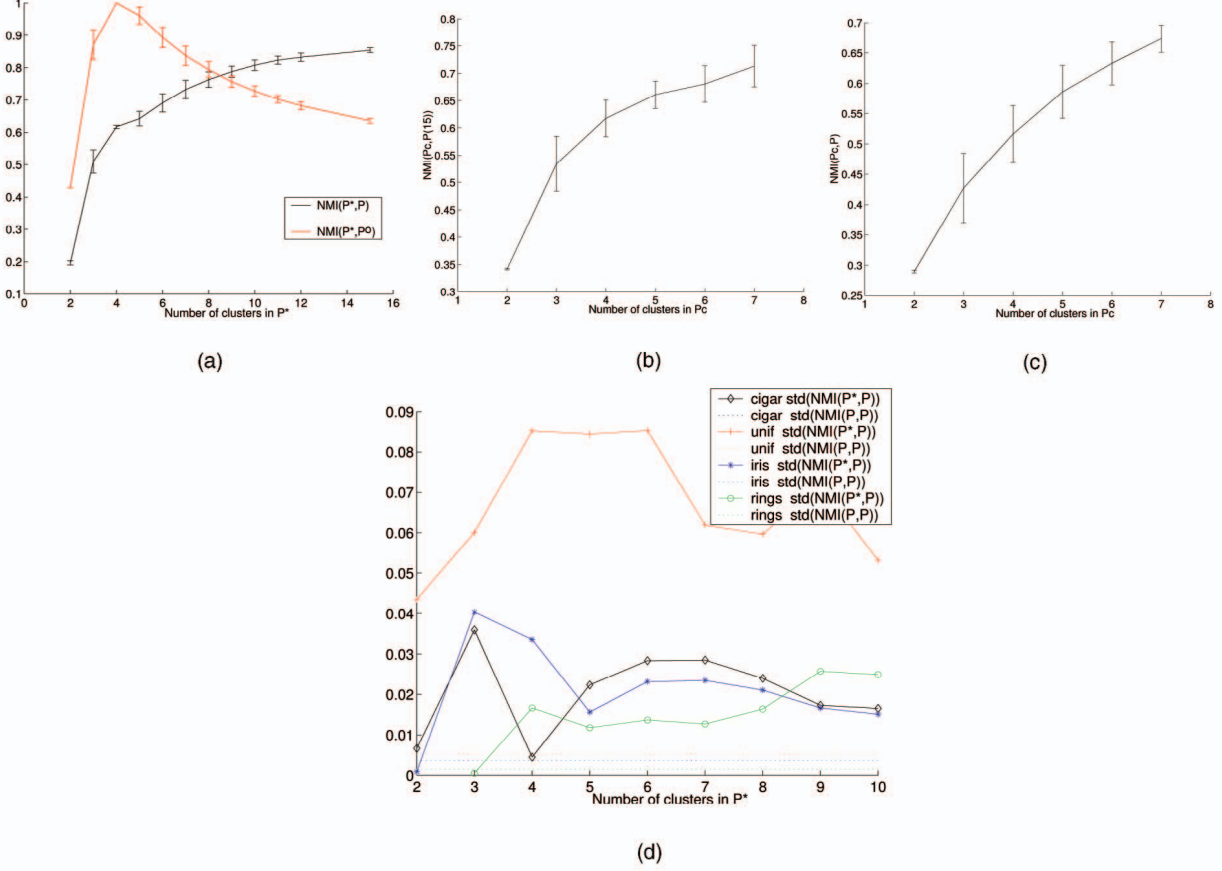 1
0.9
0.8
0.7
0.6
0.5
0.4
0.3
0.2
0.1
0 2 4 6 8 10 12 14 16
Number of clusters in P*
NMI(P*,P)
NMI(P*,Pº)
(a)
0.8
0.75
0.7
0.65
0.6
0.55
0.5
0.45
0.4
0.35
0.3
1 2 3 4 5 6 7 8
NMI(Pc,P(15))
Number of clusters in Pc
(b)
0.7
0.65
0.6
0.55
0.5
0.45
0.4
0.35
0.3
0.25
1 2 3 4 5 6 7 8
NMI(Pc,P)
Number of clusters in Pc
(c)
0.09
0.08
0.07
0.06
0.05
0.04
0.03
0.02
0.01
0
2 3 4 5 6 7 8 9 10
Number of clusters in P*
cigar std(NMI(P*,P))
cigar std(NMI(P,P))
unif std(NMI(P*,P))
unif std(NMI(P,P))
iris std(NMI(P*,P))
iris std(NMI(P,P))
rings std(NMI(P*,P))
rings std(NMI(P,P))
(d)